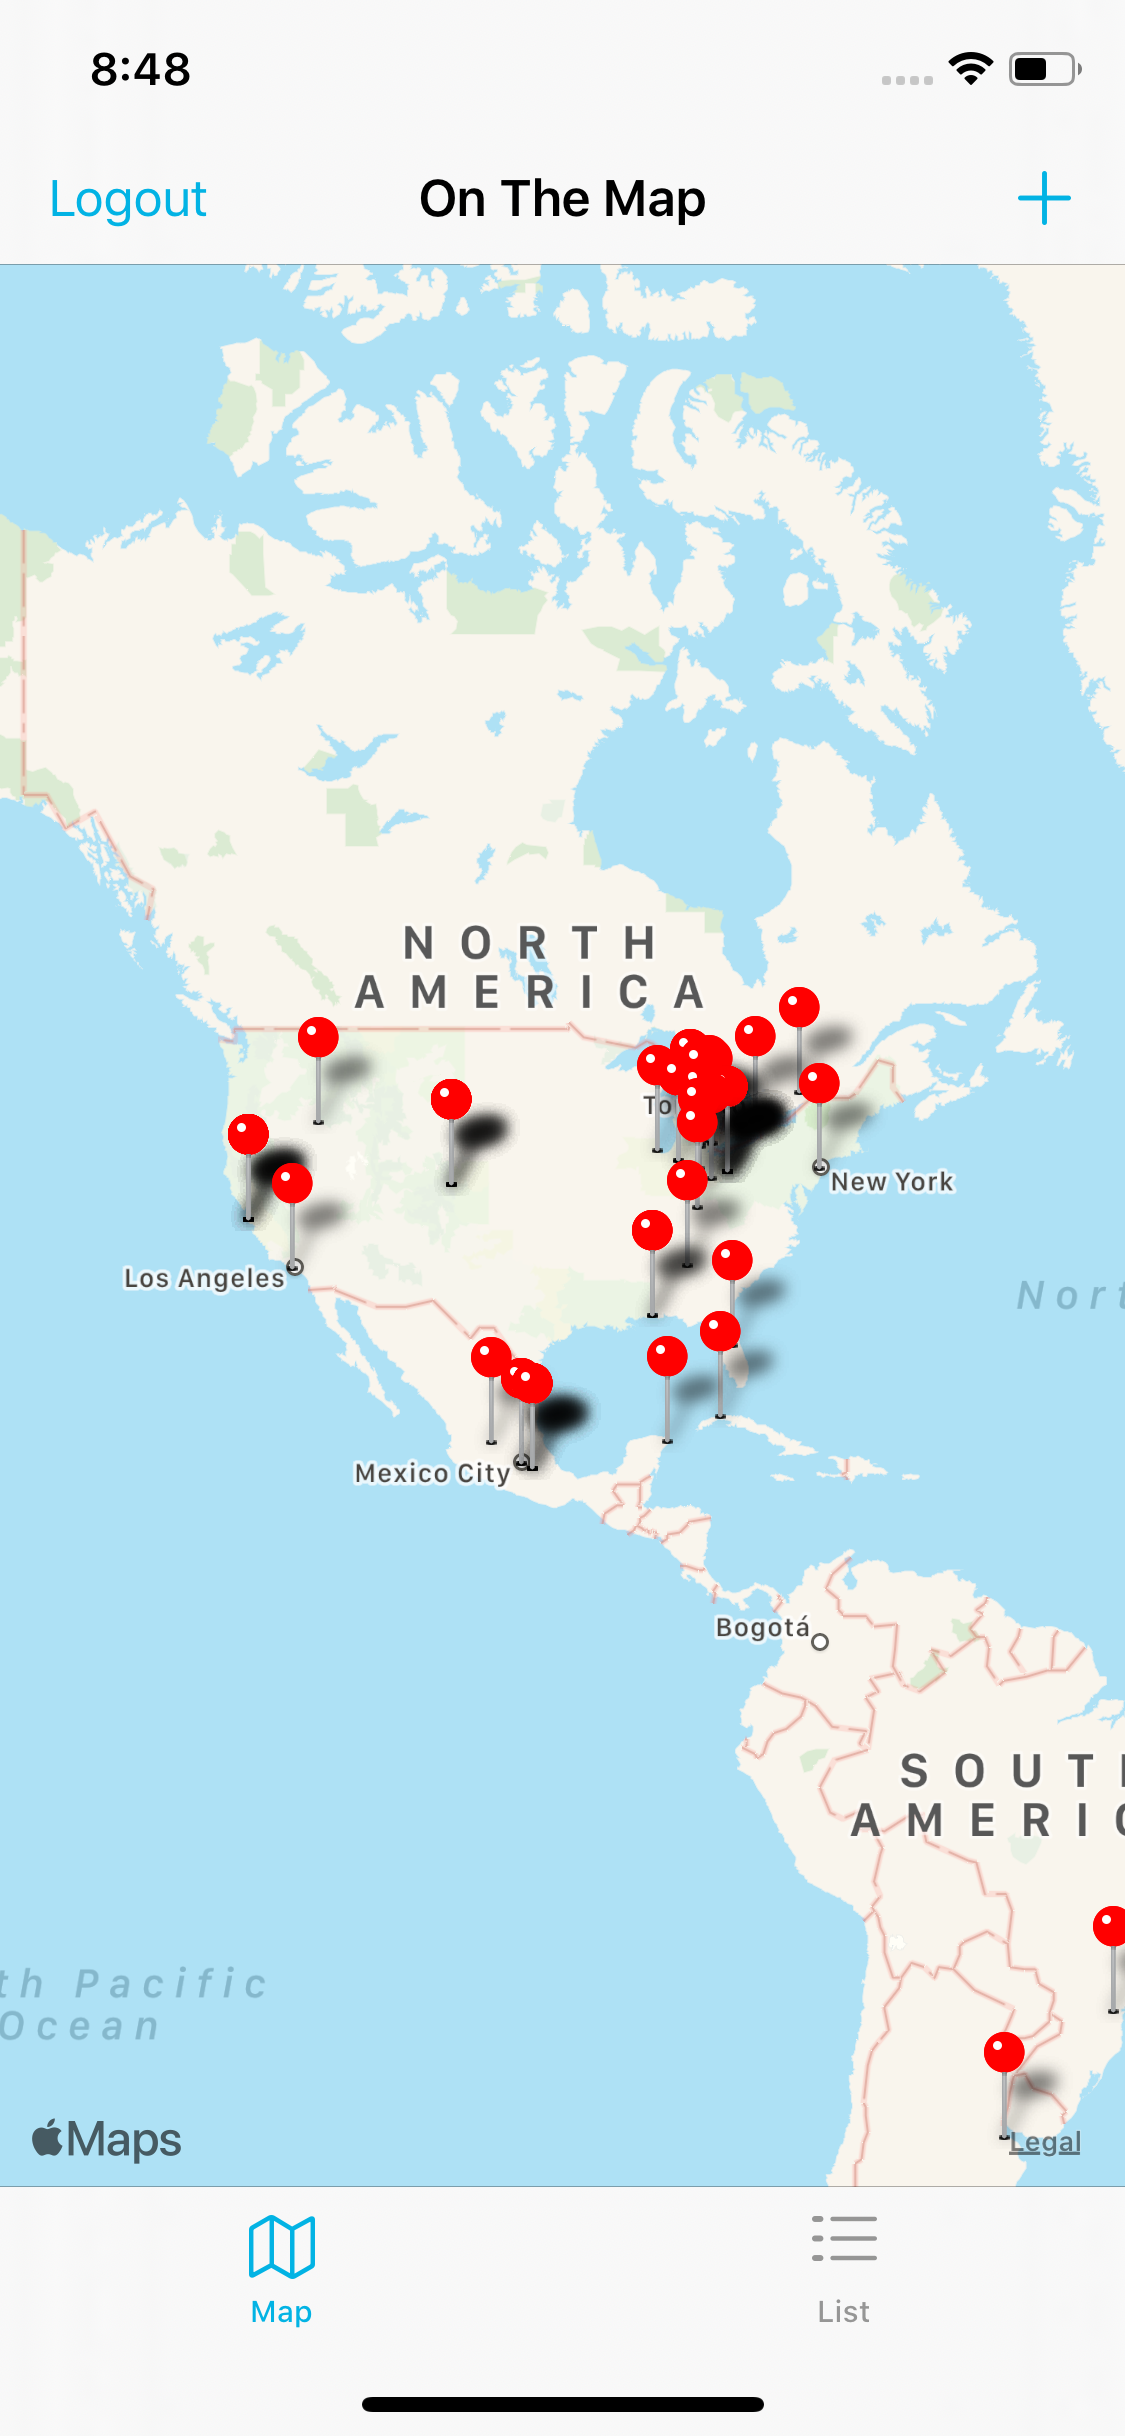 8:48
Logout
On The Map
NORTH
AMERICA
To
New York
Los Angeles
Nort
Mexico City
Bogotá
SOUT
AMERIC
th Pacific
Ocean
Maps
Legal
Map
List